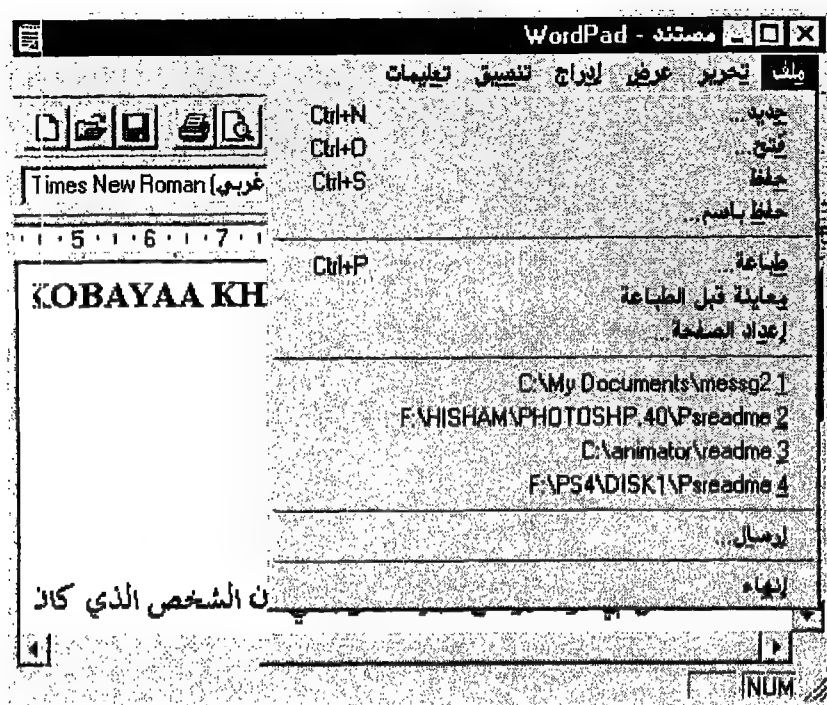 مستند - WordPad
ملف تحرير عرض إدراج تنسيق تعليمات
جديد... Ctrl+N
فتح... Ctrl+O
حفظ Ctrl+S
حفظ باسم...
Times New Roman (غربي)
5 6 7
طباعة... Ctrl+P
معاينة قبل الطباعة
إعداد الصفحة...
KOBAYAA KH
1 C:\My Documents\messg2
2 F:\HISHAM\PHOTOSHP.40\Psreadme
3 C:\animator\readme
4 F:\PS4\DISK1\Psreadme
إرسال...
إنهاء
ن الشخص الذي كان
NUM